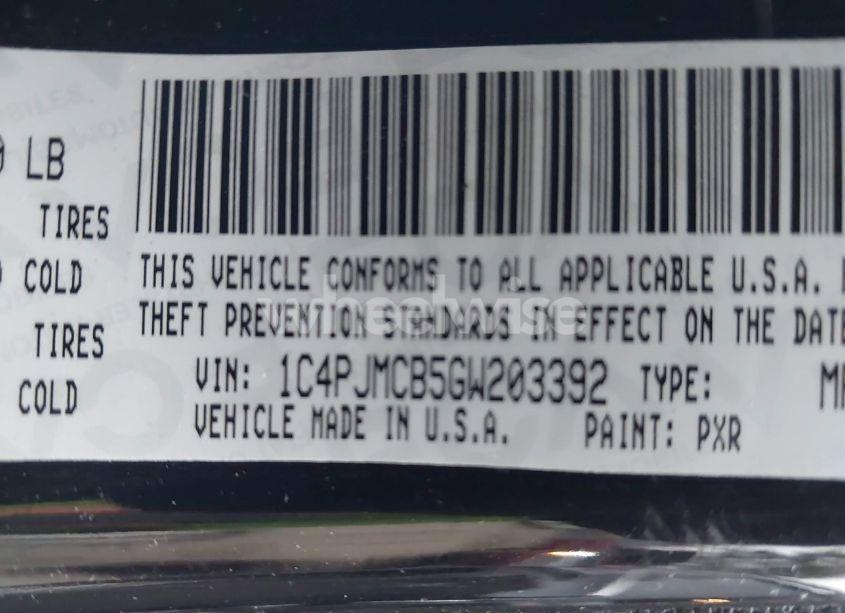 LB
TIRES
COLD
THIS VEHICLE CONFORMS TO ALL APPLICABLE U.S.A.
THEFT PREVENTION STANDARDS IN EFFECT ON THE DATE
TIRES
VIN: 1C4PJMCB5GW203392 TYPE:
COLD
VEHICLE MADE IN U.S.A. PAINT: PXR
wheelwise